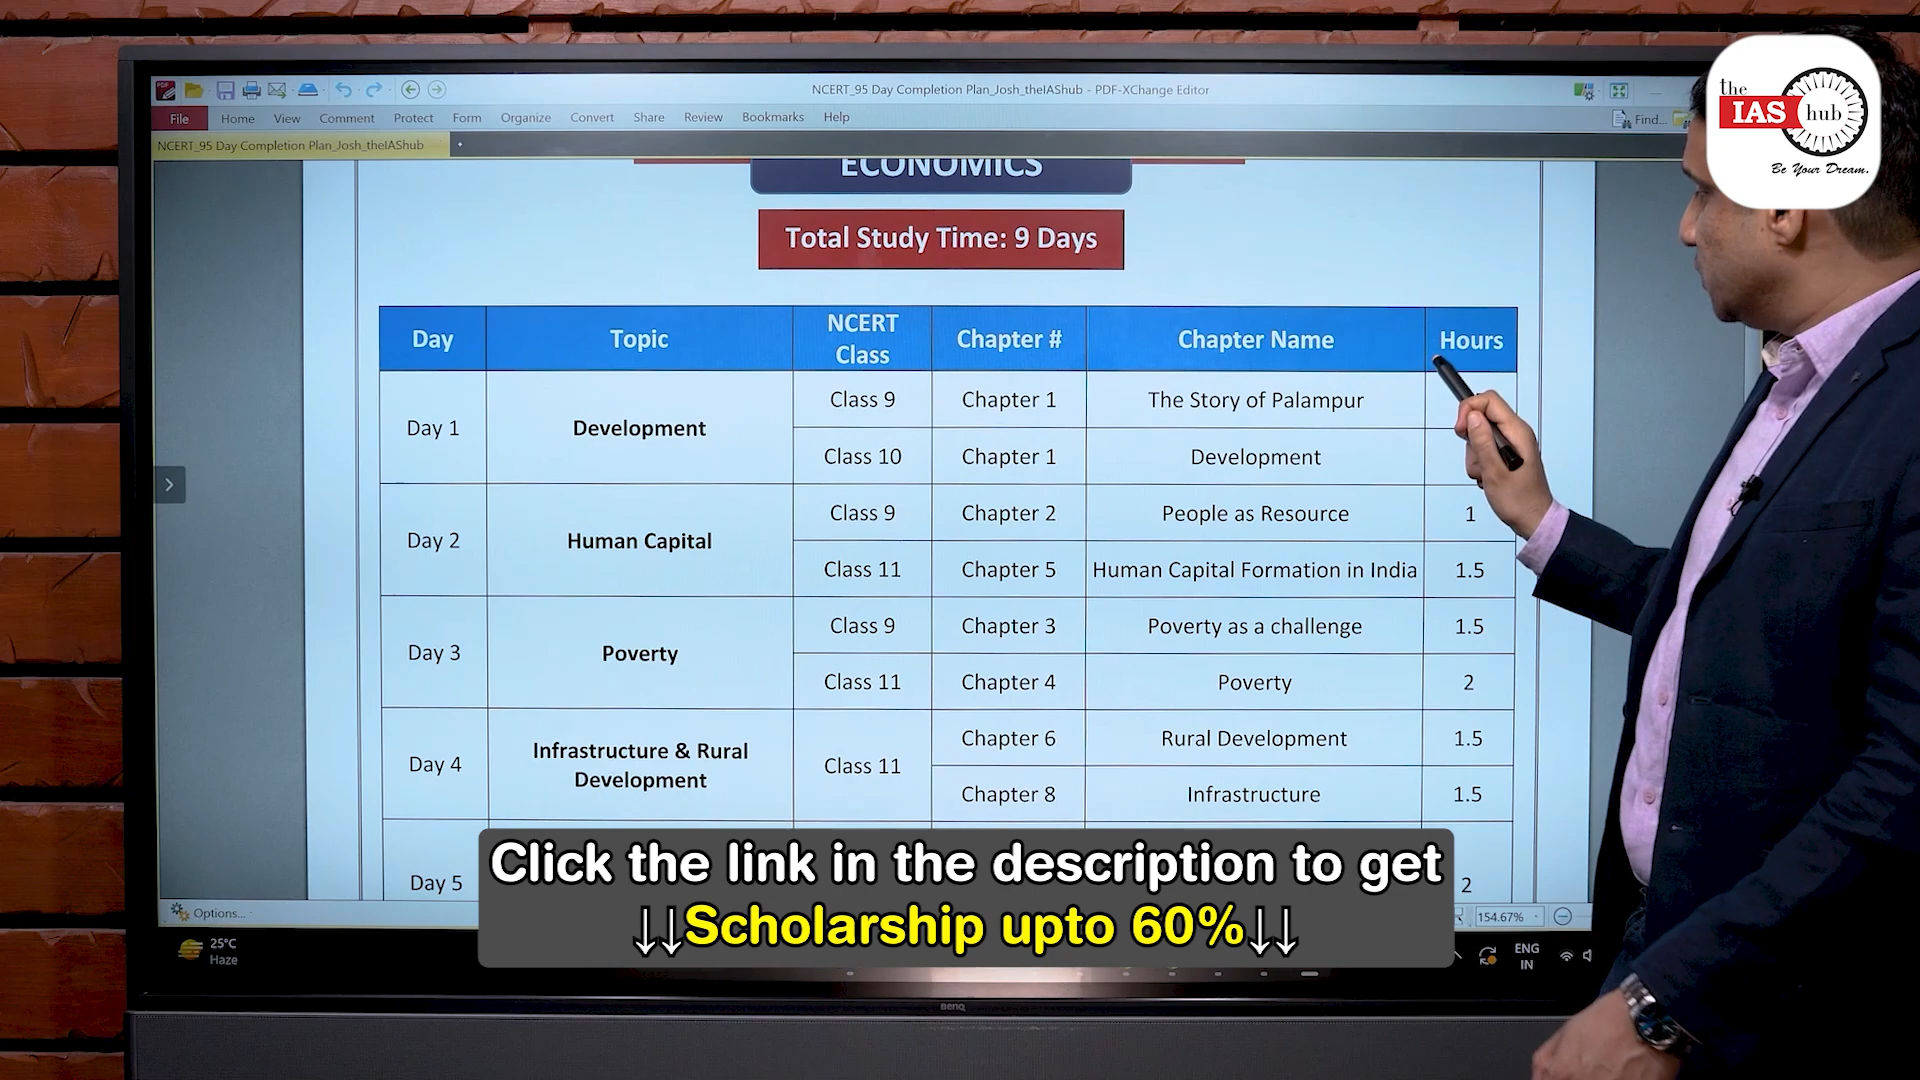 the
IAS hub
Be Your Dream.
NCERT_95 Day Completion Plan_Josh_theIAShub - PDF-XChange Editor
File Home View Comment Protect Form Organize Convert Share Review Bookmarks Help
Find...
NCERT_95 Day Completion Plan_Josh_theIAShub
ECONOMICS
Total Study Time: 9 Days
Day Topic NCERT Class Chapter # Chapter Name Hours
Day 1 Development Class 9 Chapter 1 The Story of Palampur
Class 10 Chapter 1 Development
Day 2 Human Capital Class 9 Chapter 2 People as Resource 1
Class 11 Chapter 5 Human Capital Formation in India 1.5
Day 3 Poverty Class 9 Chapter 3 Poverty as a challenge 1.5
Class 11 Chapter 4 Poverty 2
Day 4 Infrastructure & Rural Development Class 11 Chapter 6 Rural Development 1.5
Chapter 8 Infrastructure 1.5
Day 5 2
Click the link in the description to get
↓↓Scholarship upto 60%↓↓
Options...
154.67%
25°C
Haze
ENG
IN
BenQ